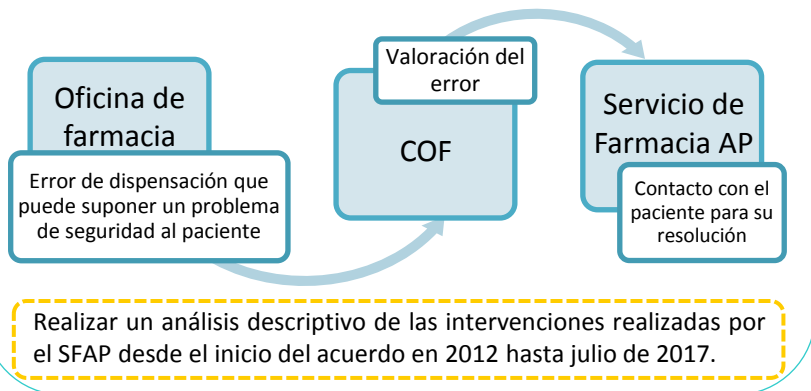 Oficina de
farmacia
Error de dispensación que
puede suponer un problema
de seguridad al paciente
Valoración del
error
COF
Servicio de
Farmacia AP
Contacto con el
paciente para su
resolución
Realizar un análisis descriptivo de las intervenciones realizadas por
el SFAP desde el inicio del acuerdo en 2012 hasta julio de 2017.